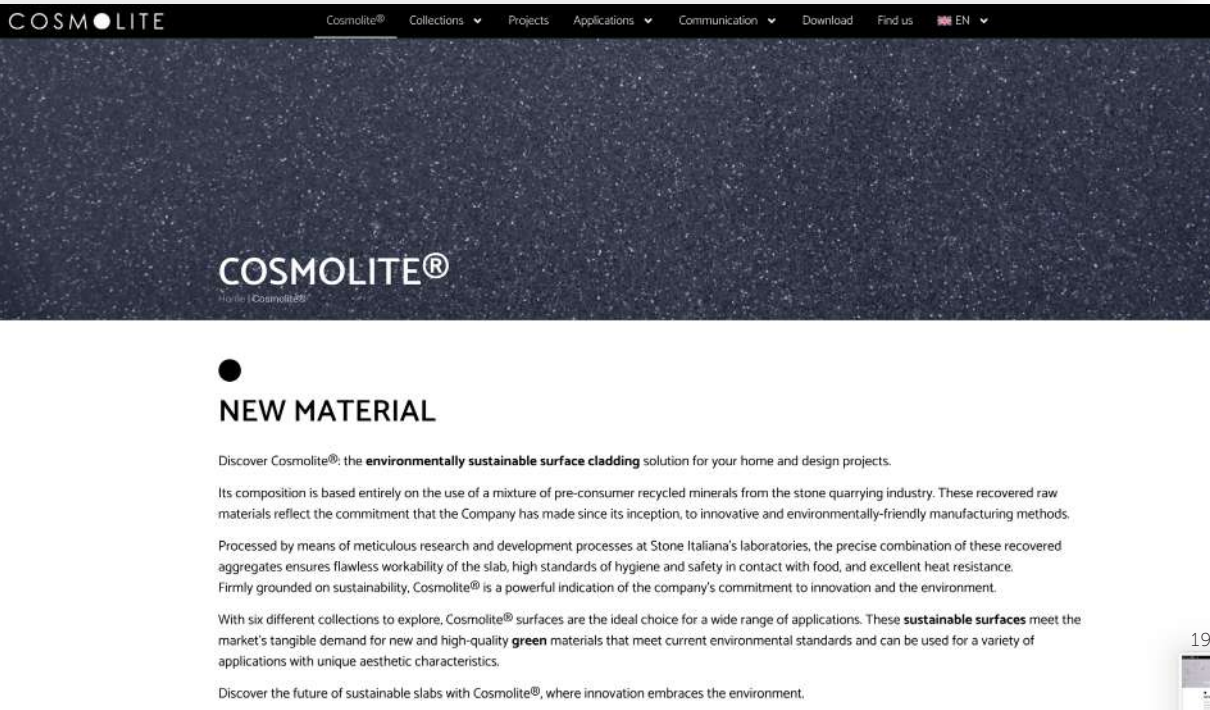 COSMOLITE
Cosmolite® Collections Projects Applications Communication Download Find us EN
COSMOLITE®
Home | Cosmolite®
NEW MATERIAL
Discover Cosmolite®: the environmentally sustainable surface cladding solution for your home and design projects.
Its composition is based entirely on the use of a mixture of pre-consumer recycled minerals from the stone quarrying industry. These recovered raw
materials reflect the commitment that the Company has made since its inception, to innovative and environmentally-friendly manufacturing methods.
Processed by means of meticulous research and development processes at Stone Italiana's laboratories, the precise combination of these recovered
aggregates ensures flawless workability of the slab, high standards of hygiene and safety in contact with food, and excellent heat resistance.
Firmly grounded on sustainability, Cosmolite® is a powerful indication of the company's commitment to innovation and the environment.
With six different collections to explore, Cosmolite® surfaces are the ideal choice for a wide range of applications. These sustainable surfaces meet the
market's tangible demand for new and high-quality green materials that meet current environmental standards and can be used for a variety of
applications with unique aesthetic characteristics.
Discover the future of sustainable slabs with Cosmolite®, where innovation embraces the environment.
19